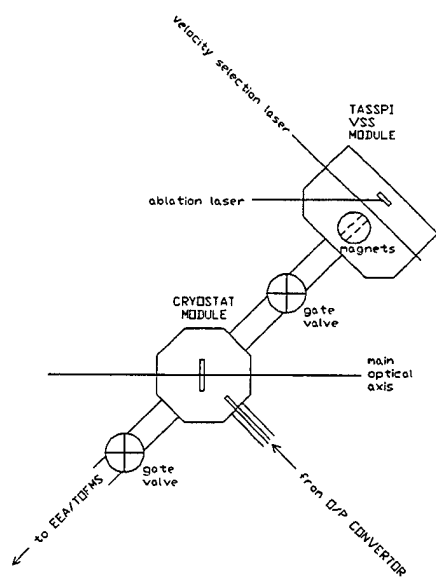 velocity selection laser
TASSPI
VSS
MODULE
ablation laser
magnets
CRYOSTAT
MODULE
gate
valve
main
optical
axis
gate
valve
to EEA/TOFMS
from O/P CONVERTOR